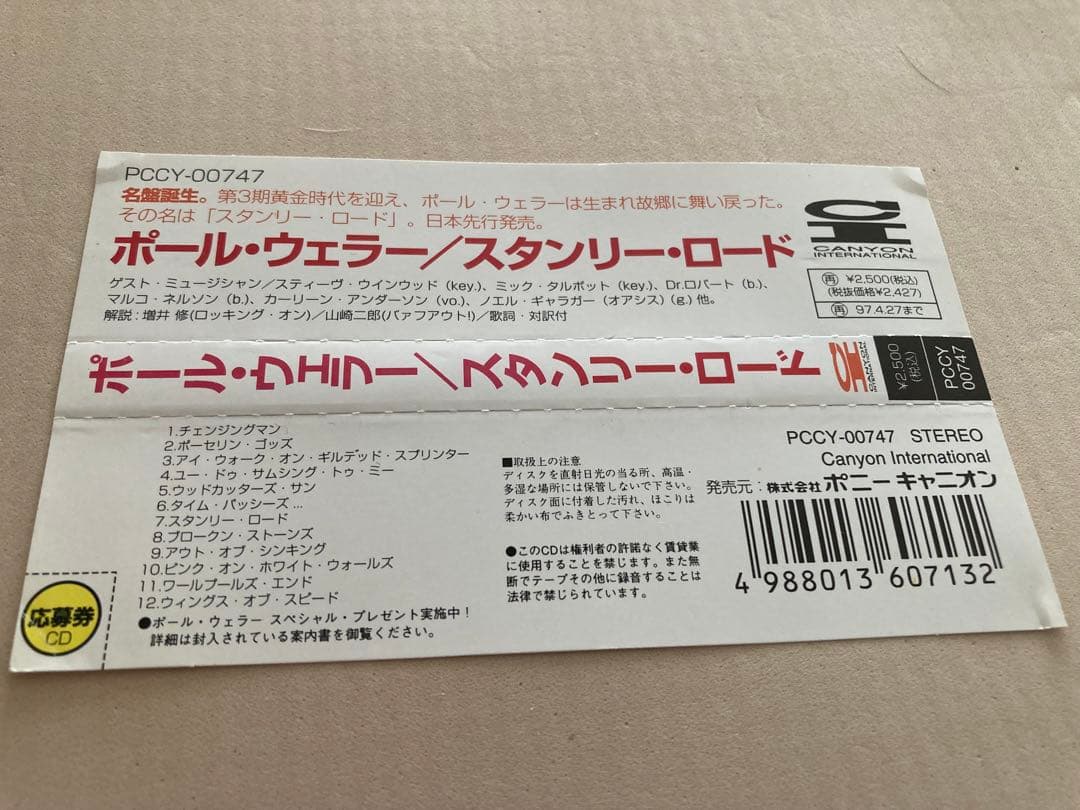 PCCY-00747
名盤誕生。第3期黄金時代を迎え、ポール・ウェラーは生まれ故郷に舞い戻った。
その名は「スタンリー・ロード」。日本先行発売。
ポール・ウェラー/スタンリー・ロード
ゲスト・ミュージシャン/スティーヴ・ウインウッド (key.)、ミック・タルボット (key.)、Dr.ロバート (b.)、
マルコ・ネルソン (b.)、カーリーン・アンダーソン (vo.)、ノエル・ギャラガー (オアシス) (g.) 他。
解説:増井 修(ロッキング・オン)/山崎二郎(バァフアウト!)/歌詞・対訳付
CANYON
INTERNATIONAL
再 ¥2,500(税込)
(税抜価格¥2,427)
再 97.4.27まで
ポール・ウェラー/スタンリー・ロード
CANYON
INTERNATIONAL
¥2,500
(税込)
PCCY
00747
1.チェンジングマン
2.ポーセリン・ゴッズ
3.アイ・ウォーク・オン・ギルデッド・スプリンター
4.ユー・ドゥ・サムシング・トゥ・ミー
5.ウッドカッターズ・サン
6.タイム・パッシーズ…
7.スタンリー・ロード
8.ブロークン・ストーンズ
9.アウト・オブ・シンキング
10.ピンク・オン・ホワイト・ウォールズ
11.ワールプールズ・エンド
12.ウィングス・オブ・スピード
●ポール・ウェラー スペシャル・プレゼント実施中!
詳細は封入されている案内書を御覧ください。
応募券
CD
■取扱上の注意
ディスクを直射日光の当る所、高温・
多湿な場所には保管しないで下さい。
ディスク面に付着した汚れ、ほこりは
柔かい布でふきとって下さい。
●このCDは権利者の許諾なく賃貸業
に使用することを禁じます。また無
断でテープその他に録音することは
法律で禁じられています。
PCCY-00747 STEREO
Canyon International
発売元:株式会社ポニーキャニオン
4 988013 607132